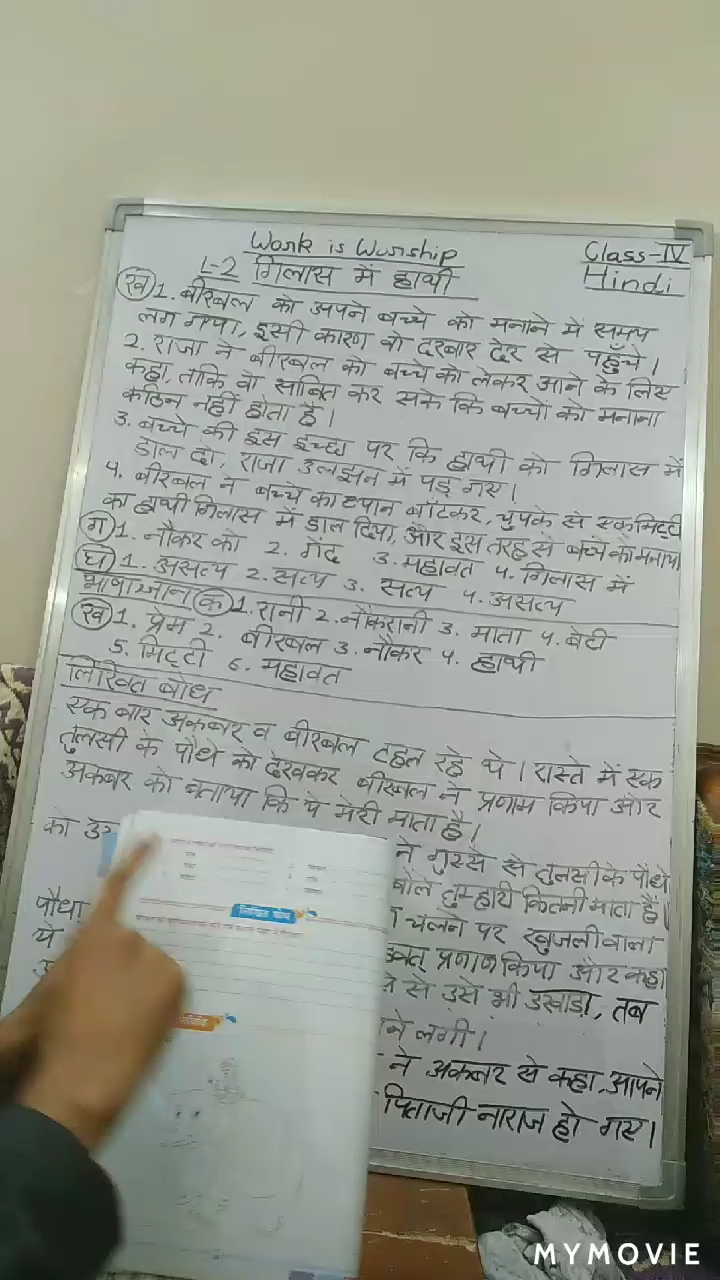 Work is Worship
Class-IV
L-2 गिलास में हाथी
Hindi
ख 1. बीरबल को अपने बच्चे को मनाने में समय
लग गया, इसी कारण वो दरबार देर से पहुँचे।
2. राजा ने बीरबल को बच्चे को लेकर आने के लिए
कहा, ताकि वो साबित कर सके कि बच्चों को मनाना
कठिन नहीं होता है।
3. बच्चे की इस इच्छा पर कि हाथी को गिलास में
डाल दो, राजा उलझन में पड़ गए।
4. बीरबल ने बच्चे का ध्यान बाँटकर, चुपके से एक मिट्टी
का हाथी गिलास में डाल दिया, और इस तरह से बच्चे को मनाया
ग 1. नौकर को 2. गेंद 3. महावत 4. गिलास में
घ 1. असत्य 2. सत्य 3. सत्य 4. असत्य
भाषा ज्ञान क 1. रानी 2. नौकरानी 3. माता 4. बेटी
ख 1. प्रेम 2. बीरबल 3. नौकर 4. हाथी
5. मिट्टी 6. महावत
लिखित बोध
एक बार अकबर व बीरबल टहल रहे थे। रास्ते में एक
तुलसी के पौधे को देखकर बीरबल ने प्रणाम किया और
अकबर को बताया कि ये मेरी माता है।
ने गुस्से से तुलसी के पौधे
को
बोले तुम्हारी कितनी माता हैं।
चलने पर खुजली वाला
पौधा
प्रणाम किया और कहा
ये
से उसे भी उखाड़ा, तब
ने लगी।
ने अकबर से कहा, आपने
पिताजी नाराज हो गए।
लिखित बोध
MYMOVIE